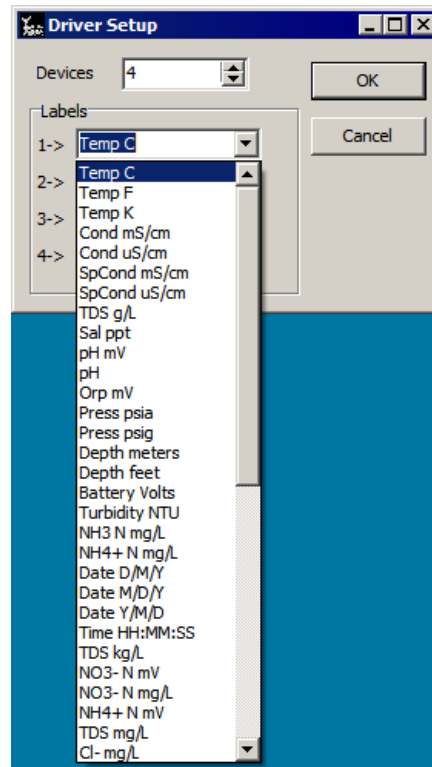 Driver Setup
Devices 4
OK
Labels
Cancel
1-> Temp C
2->
3->
4->
Temp C
Temp F
Temp K
Cond mS/cm
Cond uS/cm
SpCond mS/cm
SpCond uS/cm
TDS g/L
Sal ppt
pH mV
pH
Orp mV
Press psia
Press psig
Depth meters
Depth feet
Battery Volts
Turbidity NTU
NH3 N mg/L
NH4+ N mg/L
Date D/M/Y
Date M/D/Y
Date Y/M/D
Time HH:MM:SS
TDS kg/L
NO3- N mV
NO3- N mg/L
NH4+ N mV
TDS mg/L
Cl- mg/L